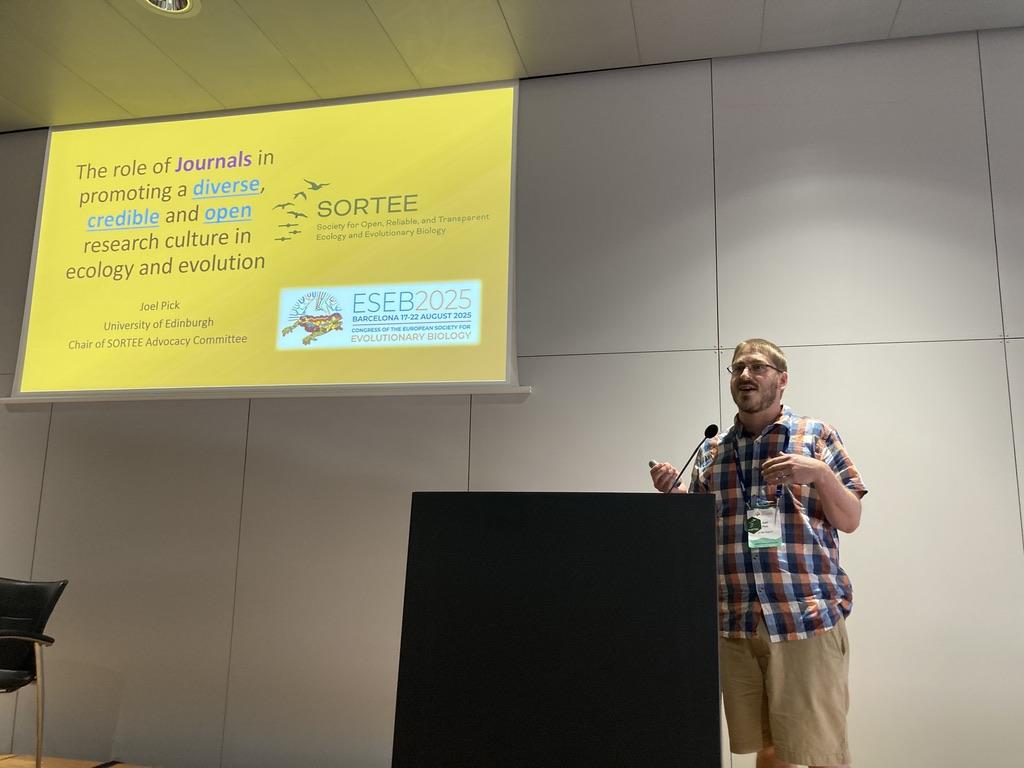 The role of Journals in
promoting a diverse,
credible and open
research culture in
ecology and evolution
Joel Pick
University of Edinburgh
Chair of SORTEE Advocacy Committee
SORTEE
Society for Open, Reliable, and Transparent
Ecology and Evolutionary Biology
ESEB2025
BARCELONA 17-22 AUGUST 2025
CONGRESS OF THE EUROPEAN SOCIETY FOR
EVOLUTIONARY BIOLOGY